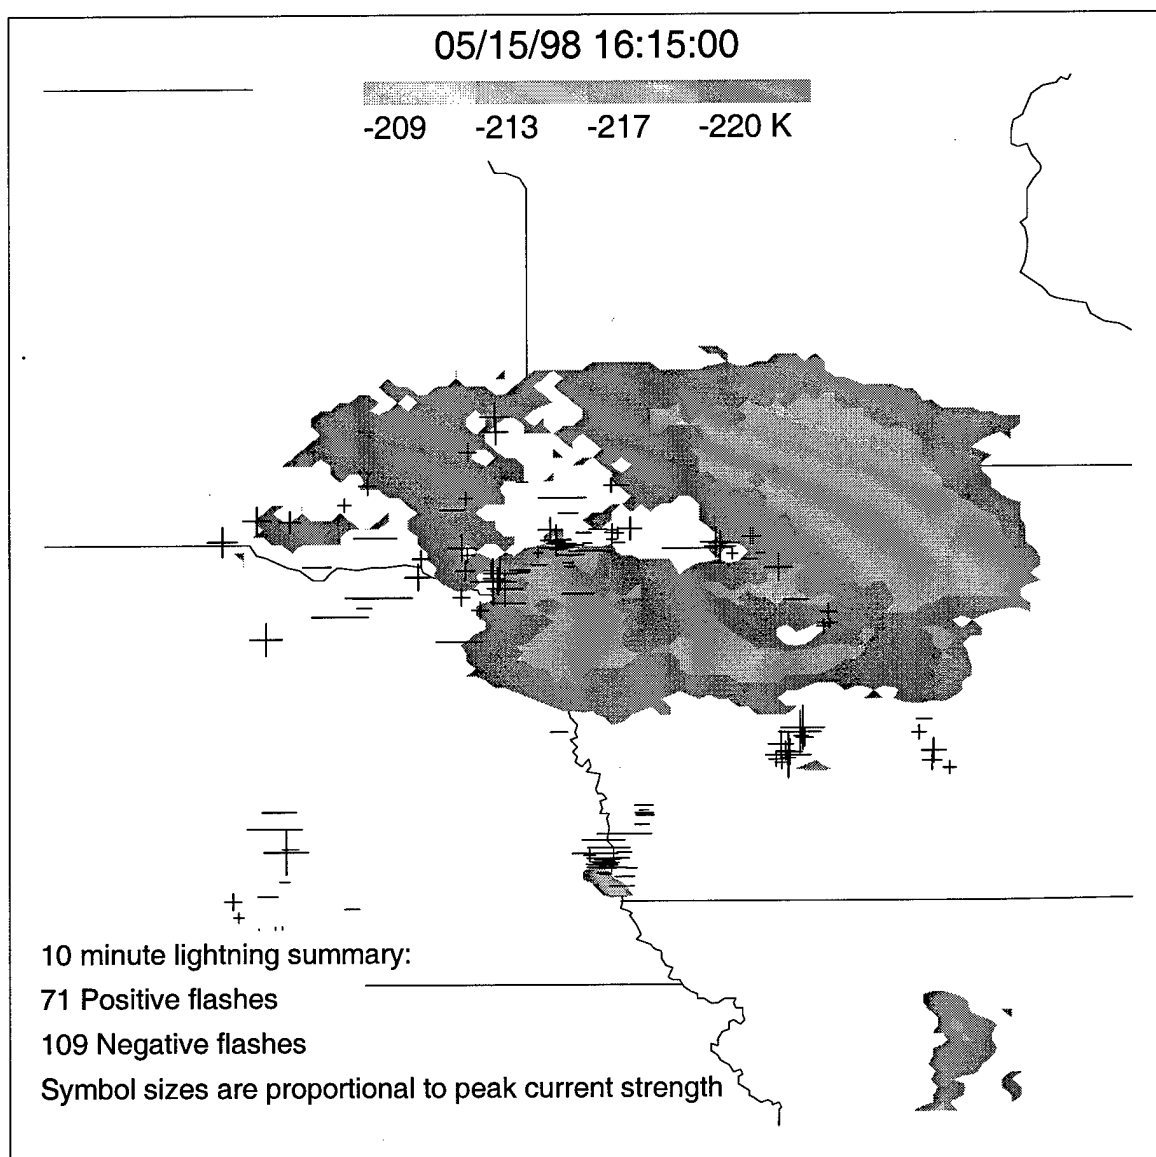 05/15/98 16:15:00
-209 -213 -217 -220 K
10 minute lightning summary:
71 Positive flashes
109 Negative flashes
Symbol sizes are proportional to peak current strength